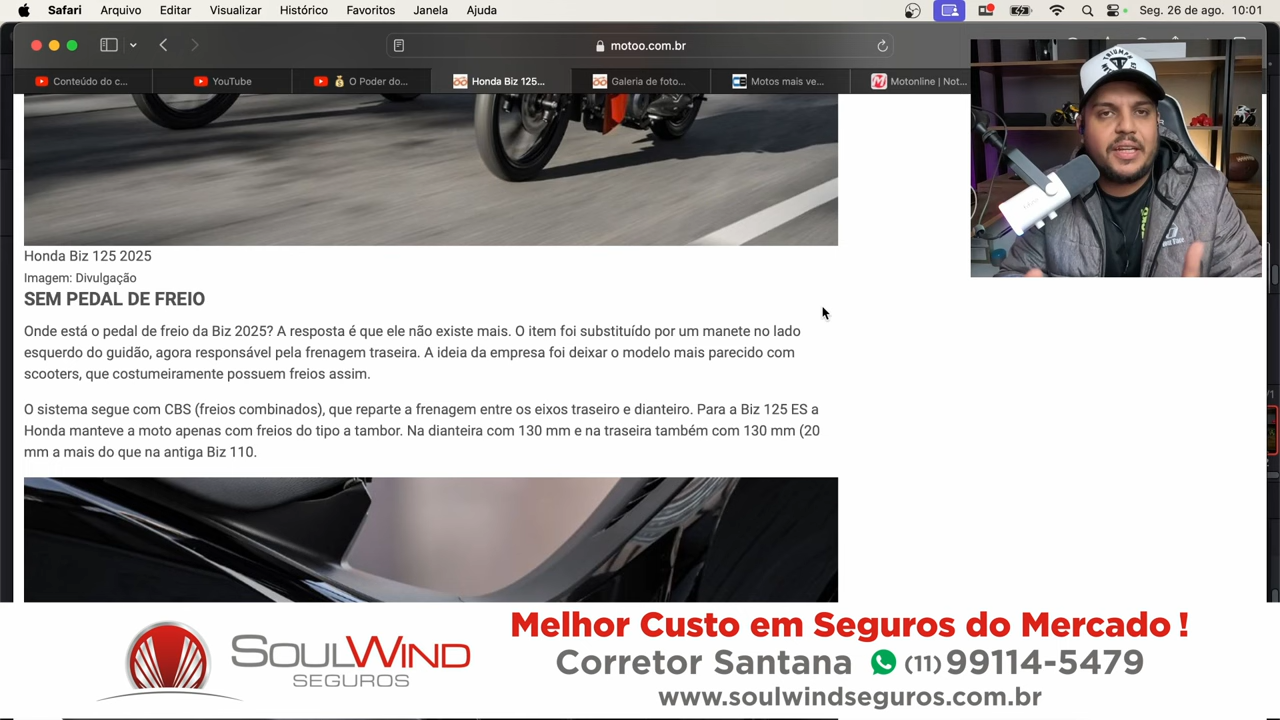 Safari Arquivo Editar Visualizar Histórico Favoritos Janela Ajuda Seg. 26 de ago. 10:01
motoo.com.br
Conteúdo do c... YouTube O Poder do... Honda Biz 125... Galeria de foto... Motos mais ve... Motonline | Not...
TRIUMPH
Honda Biz 125 2025
Imagem: Divulgação
SEM PEDAL DE FREIO
Onde está o pedal de freio da Biz 2025? A resposta é que ele não existe mais. O item foi substituído por um manete no lado
esquerdo do guidão, agora responsável pela frenagem traseira. A ideia da empresa foi deixar o modelo mais parecido com
scooters, que costumeiramente possuem freios assim.
O sistema segue com CBS (freios combinados), que reparte a frenagem entre os eixos traseiro e dianteiro. Para a Biz 125 ES a
Honda manteve a moto apenas com freios do tipo a tambor. Na dianteira com 130 mm e na traseira também com 130 mm (20
mm a mais do que na antiga Biz 110.
SOULWIND
SEGUROS
Melhor Custo em Seguros do Mercado !
Corretor Santana (11) 99114-5479
www.soulwindseguros.com.br